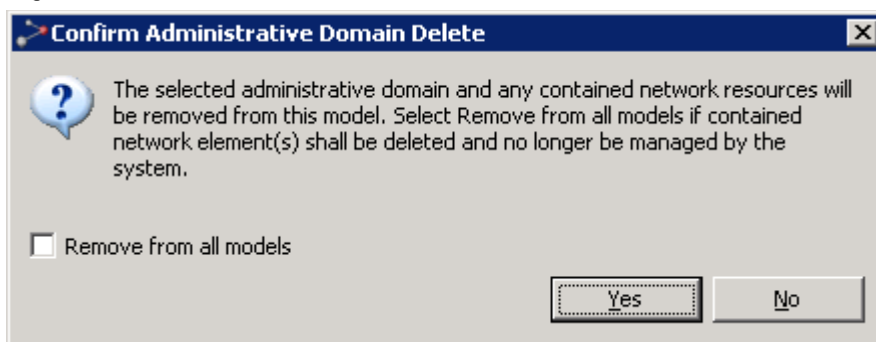 Confirm Administrative Domain Delete
The selected administrative domain and any contained network resources will
be removed from this model. Select Remove from all models if contained
network element(s) shall be deleted and no longer be managed by the
system.
Remove from all models
Yes
No